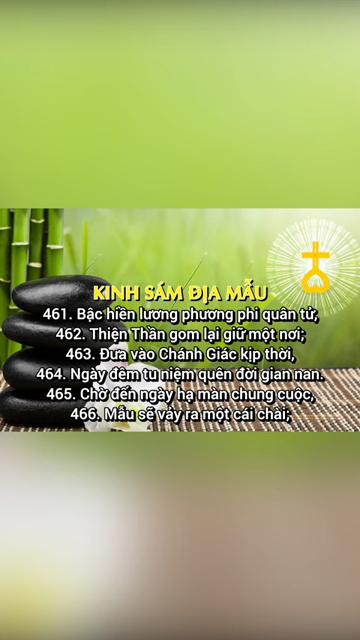 KINH SÁM ĐỊA MẪU
461. Bậc hiền lương phương phi quân tử,
462. Thiện Thần gom lại giữ một nơi;
463. Đưa vào Chánh Giác kịp thời,
464. Ngày đêm tu niệm quên đời gian nan.
465. Chờ đến ngày hạ màn chung cuộc,
466. Mẫu sẽ vảy ra một cái chài;